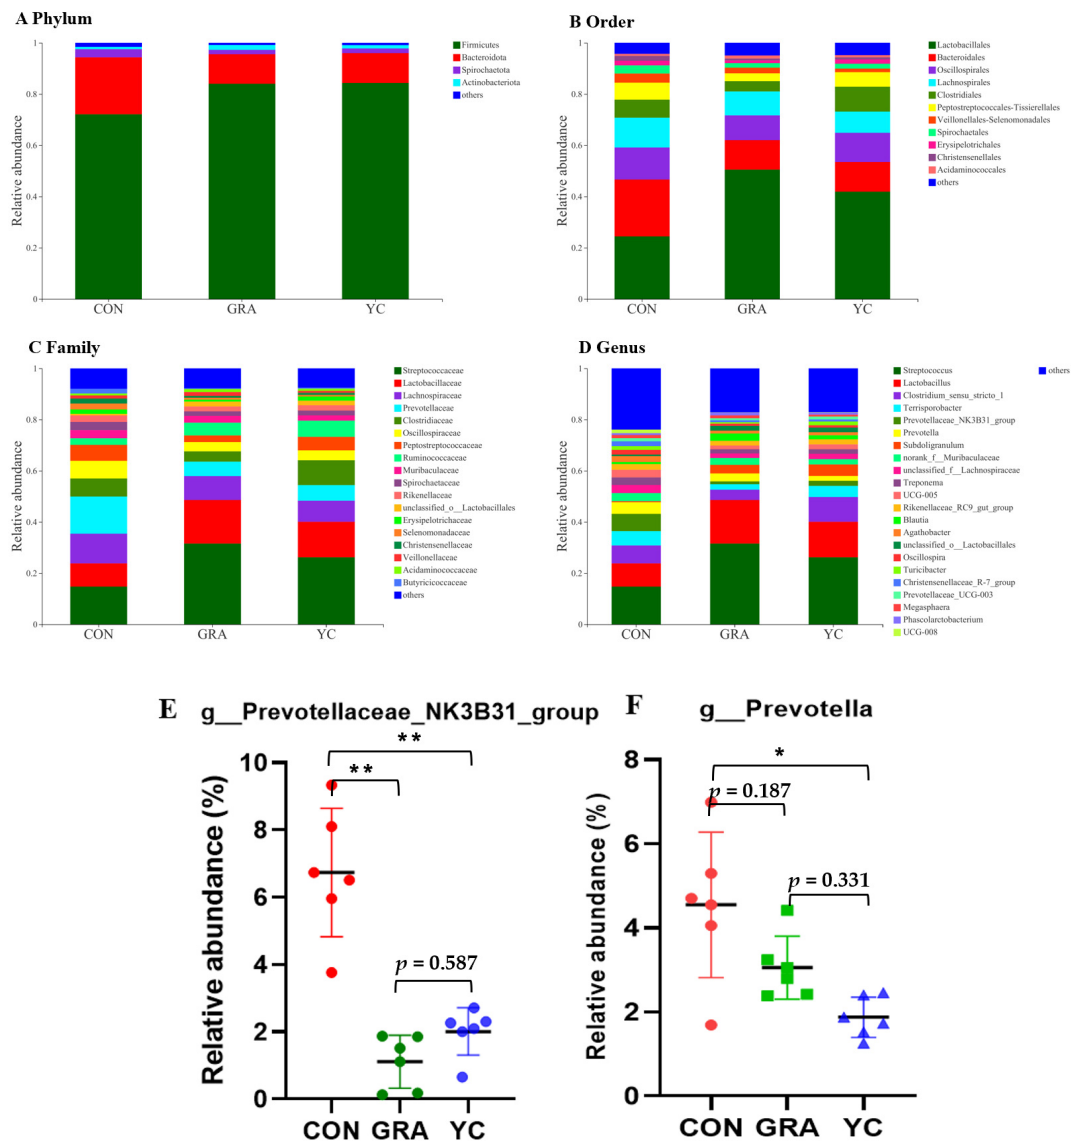 A Phylum
Relative abundance
1
0.8
0.6
0.4
0.2
0
CON
GRA
YC
Firmicutes
Bacteroidota
Spirochaetota
Actinobacteriota
others
B Order
Relative abundance
1
0.8
0.6
0.4
0.2
0
CON
GRA
YC
Lactobacillales
Bacteroidales
Oscillospirales
Lachnospirales
Clostridiales
Peptostreptococcales-Tissierellales
Veillonellales-Selenomonadales
Spirochaetales
Erysipelotrichales
Christensenellales
Acidaminococcales
others
C Family
Relative abundance
1
0.8
0.6
0.4
0.2
0
CON
GRA
YC
Streptococcaceae
Lactobacillaceae
Lachnospiraceae
Prevotellaceae
Clostridiaceae
Oscillospiraceae
Peptostreptococcaceae
Ruminococcaceae
Muribaculaceae
Spirochaetaceae
Rikenellaceae
unclassified_o__Lactobacillales
Erysipelotrichaceae
Selenomonadaceae
Christensenellaceae
Veillonellaceae
Acidaminococcaceae
Butyricicoccaceae
others
D Genus
Relative abundance
1
0.8
0.6
0.4
0.2
0
CON
GRA
YC
Streptococcus
Lactobacillus
Clostridium_sensu_stricto_1
Terrisporobacter
Prevotellaceae_NK3B31_group
Prevotella
Subdoligranulum
norank_f__Muribaculaceae
unclassified_f__Lachnospiraceae
Treponema
UCG-005
Rikenellaceae_RC9_gut_group
Blautia
Agathobacter
unclassified_o__Lactobacillales
Oscillospira
Turicibacter
Christensenellaceae_R-7_group
Prevotellaceae_UCG-003
Megasphaera
Phascolarctobacterium
UCG-008
others
E
g__Prevotellaceae_NK3B31_group
Relative abundance (%)
10
8
6
4
2
0
**
**
p = 0.587
CON
GRA
YC
F
g__Prevotella
Relative abundance (%)
8
6
4
2
0
*
p = 0.187
p = 0.331
CON
GRA
YC